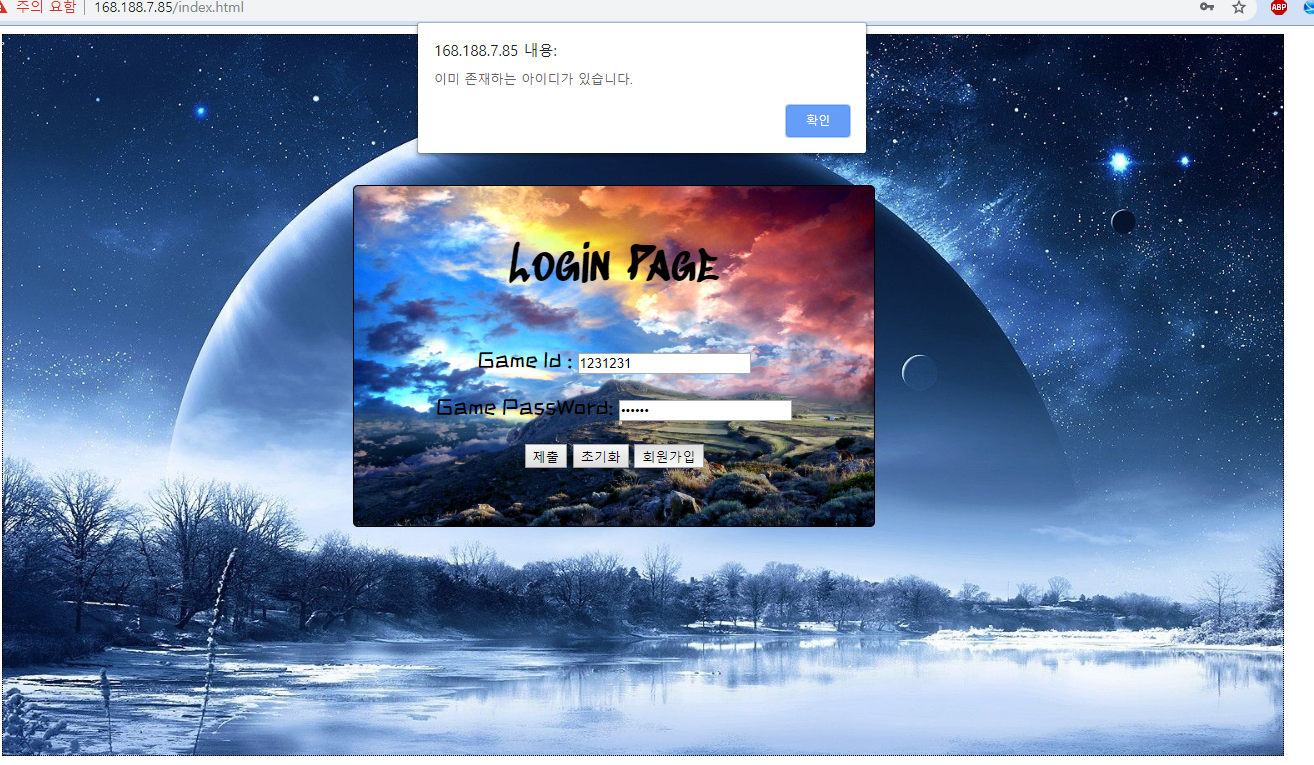 주의 요함 | 168.188.7.85/index.html
ABP
168.188.7.85 내용:
이미 존재하는 아이디가 있습니다.
확인
LOGIN PAGE
Game Id : 1231231
Game PassWord: ••••••
제출 초기화 회원가입